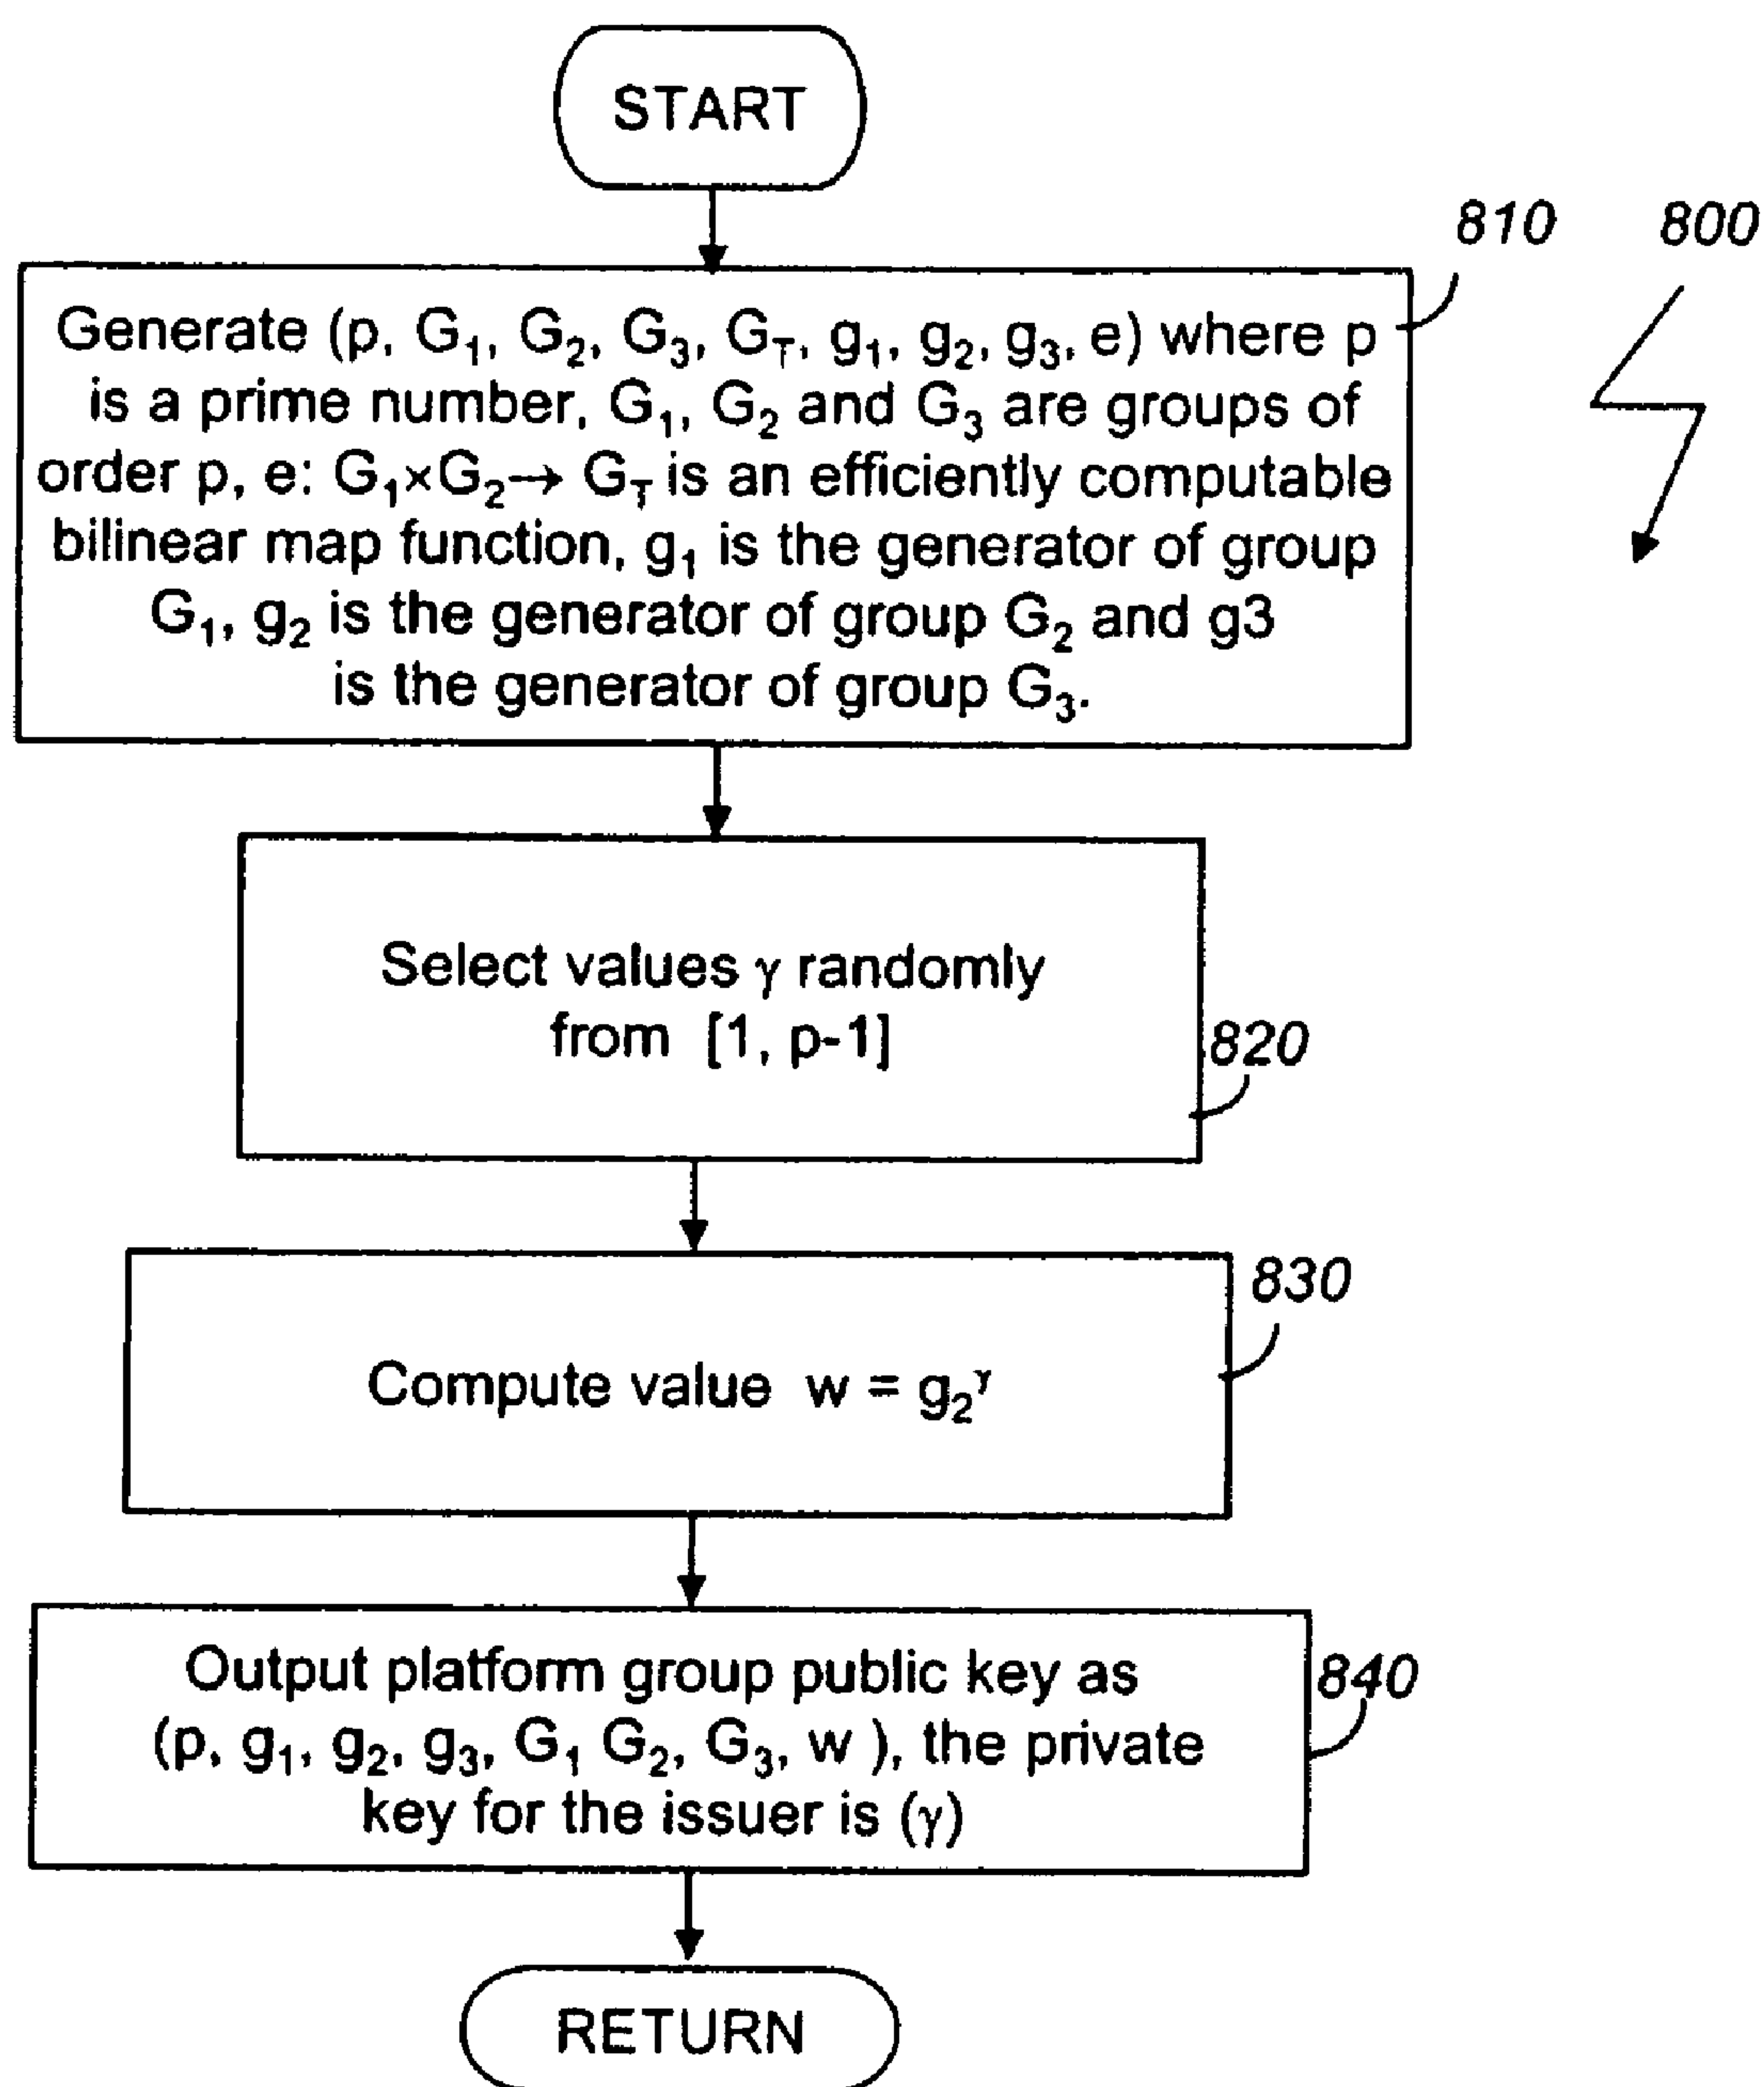 START
810
800
Generate (p, G₁, G₂, G₃, G_T, g₁, g₂, g₃, e) where p
is a prime number, G₁, G₂ and G₃ are groups of
order p, e: G₁×G₂→ G_T is an efficiently computable
bilinear map function, g₁ is the generator of group
G₁, g₂ is the generator of group G₂ and g3
is the generator of group G₃.
Select values γ randomly
from [1, p-1]
820
830
Compute value w = g₂^γ
Output platform group public key as
(p, g₁, g₂, g₃, G₁ G₂, G₃, w ), the private
key for the issuer is (γ)
840
RETURN